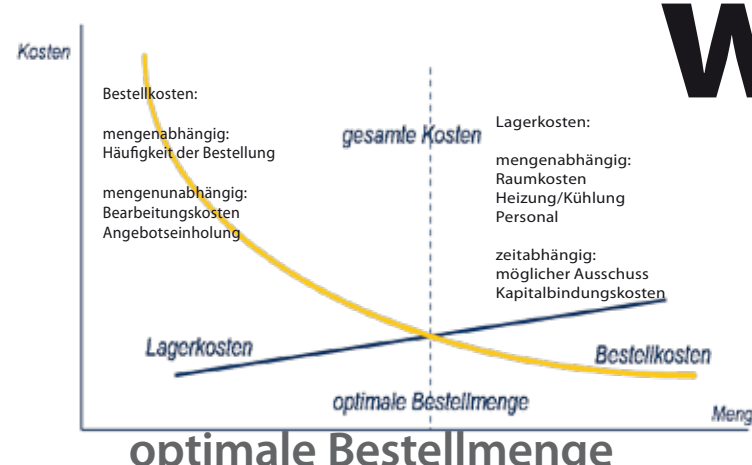 W
Kosten
Bestellkosten:
mengenabhängig:
Häufigkeit der Bestellung
mengenunabhängig:
Bearbeitungskosten
Angebotseinholung
gesamte Kosten
Lagerkosten:
mengenabhängig:
Raumkosten
Heizung/Kühlung
Personal
zeitabhängig:
möglicher Ausschuss
Kapitalbindungskosten
Lagerkosten
Bestellkosten
optimale Bestellmenge
Meng
optimale Bestellmenge